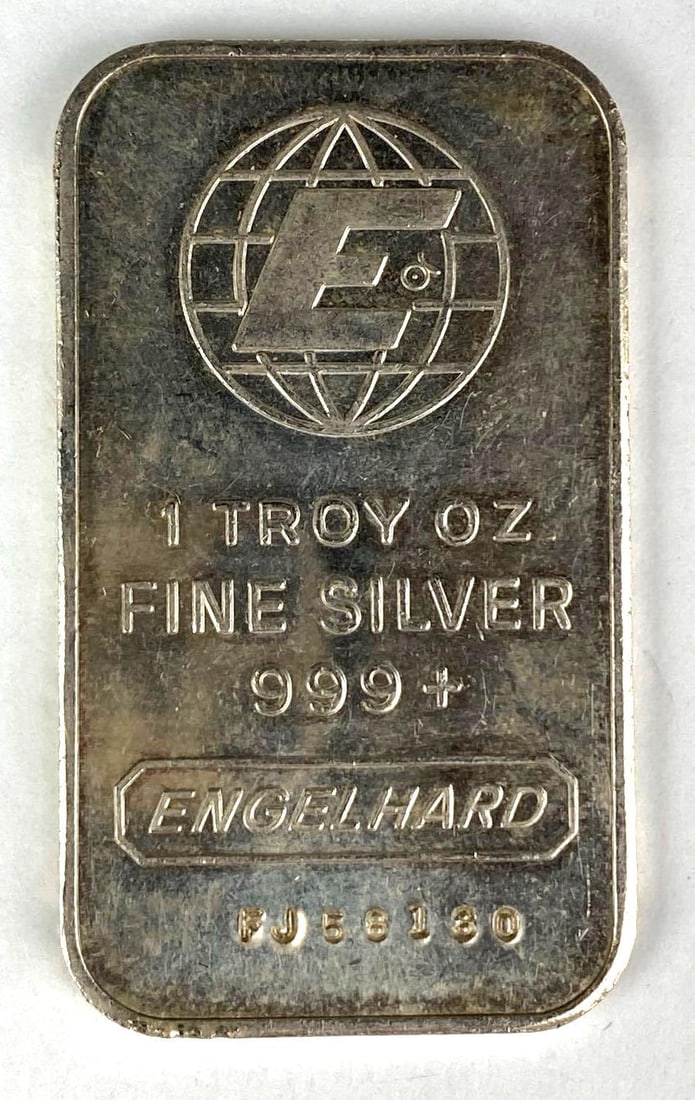 E
1 TROY OZ.
FINE SILVER
999+
ENGELHARD
FJ58130